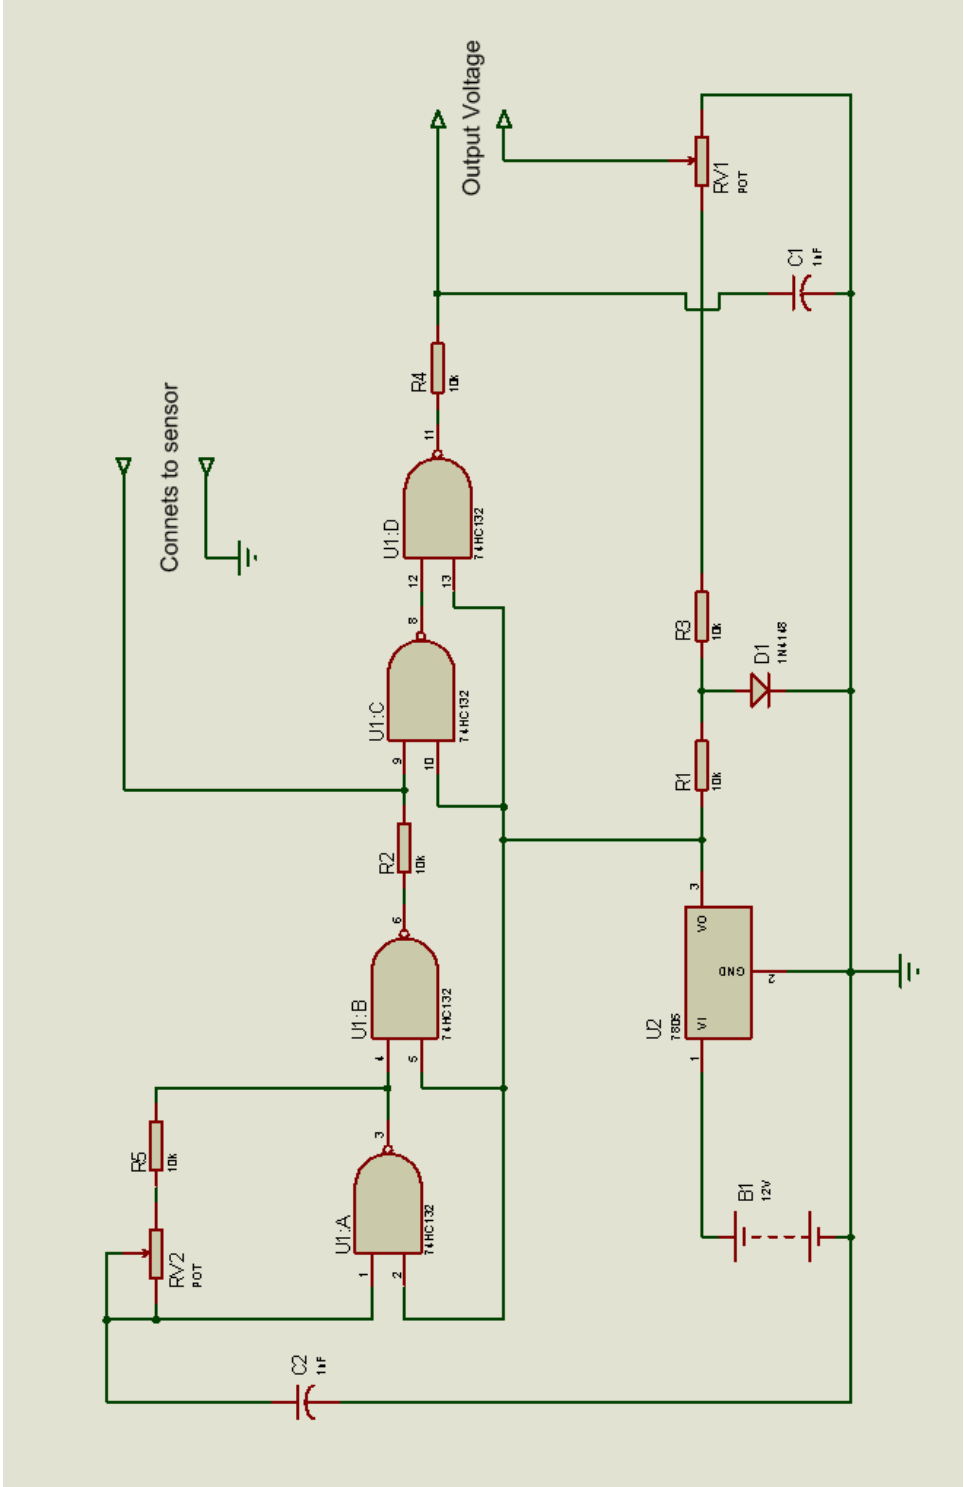 Connets to sensor
Output Voltage
C2
1uF
RV2
POT
R5
10k
U1:A
74HC132
1
2
3
U1:B
74HC132
4
5
6
R2
10k
U1:C
74HC132
9
10
8
U1:D
74HC132
12
13
11
R4
10k
B1
12V
U2
7805
VI
VO
GND
1
2
3
R1
10k
D1
1N4148
R3
10k
C1
1uF
RV1
POT